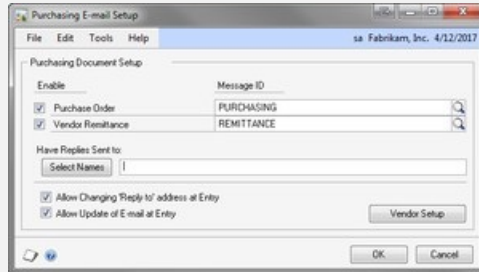 Purchasing E-mail Setup
File Edit Tools Help sa Fabrikam, Inc. 4/12/2017
Purchasing Document Setup
Enable Message ID
Purchase Order PURCHASING
Vendor Remittance REMITTANCE
Have Replies Sent to:
Select Names
Allow Changing 'Reply to' address at Entry
Allow Update of E-mail at Entry Vendor Setup
OK Cancel